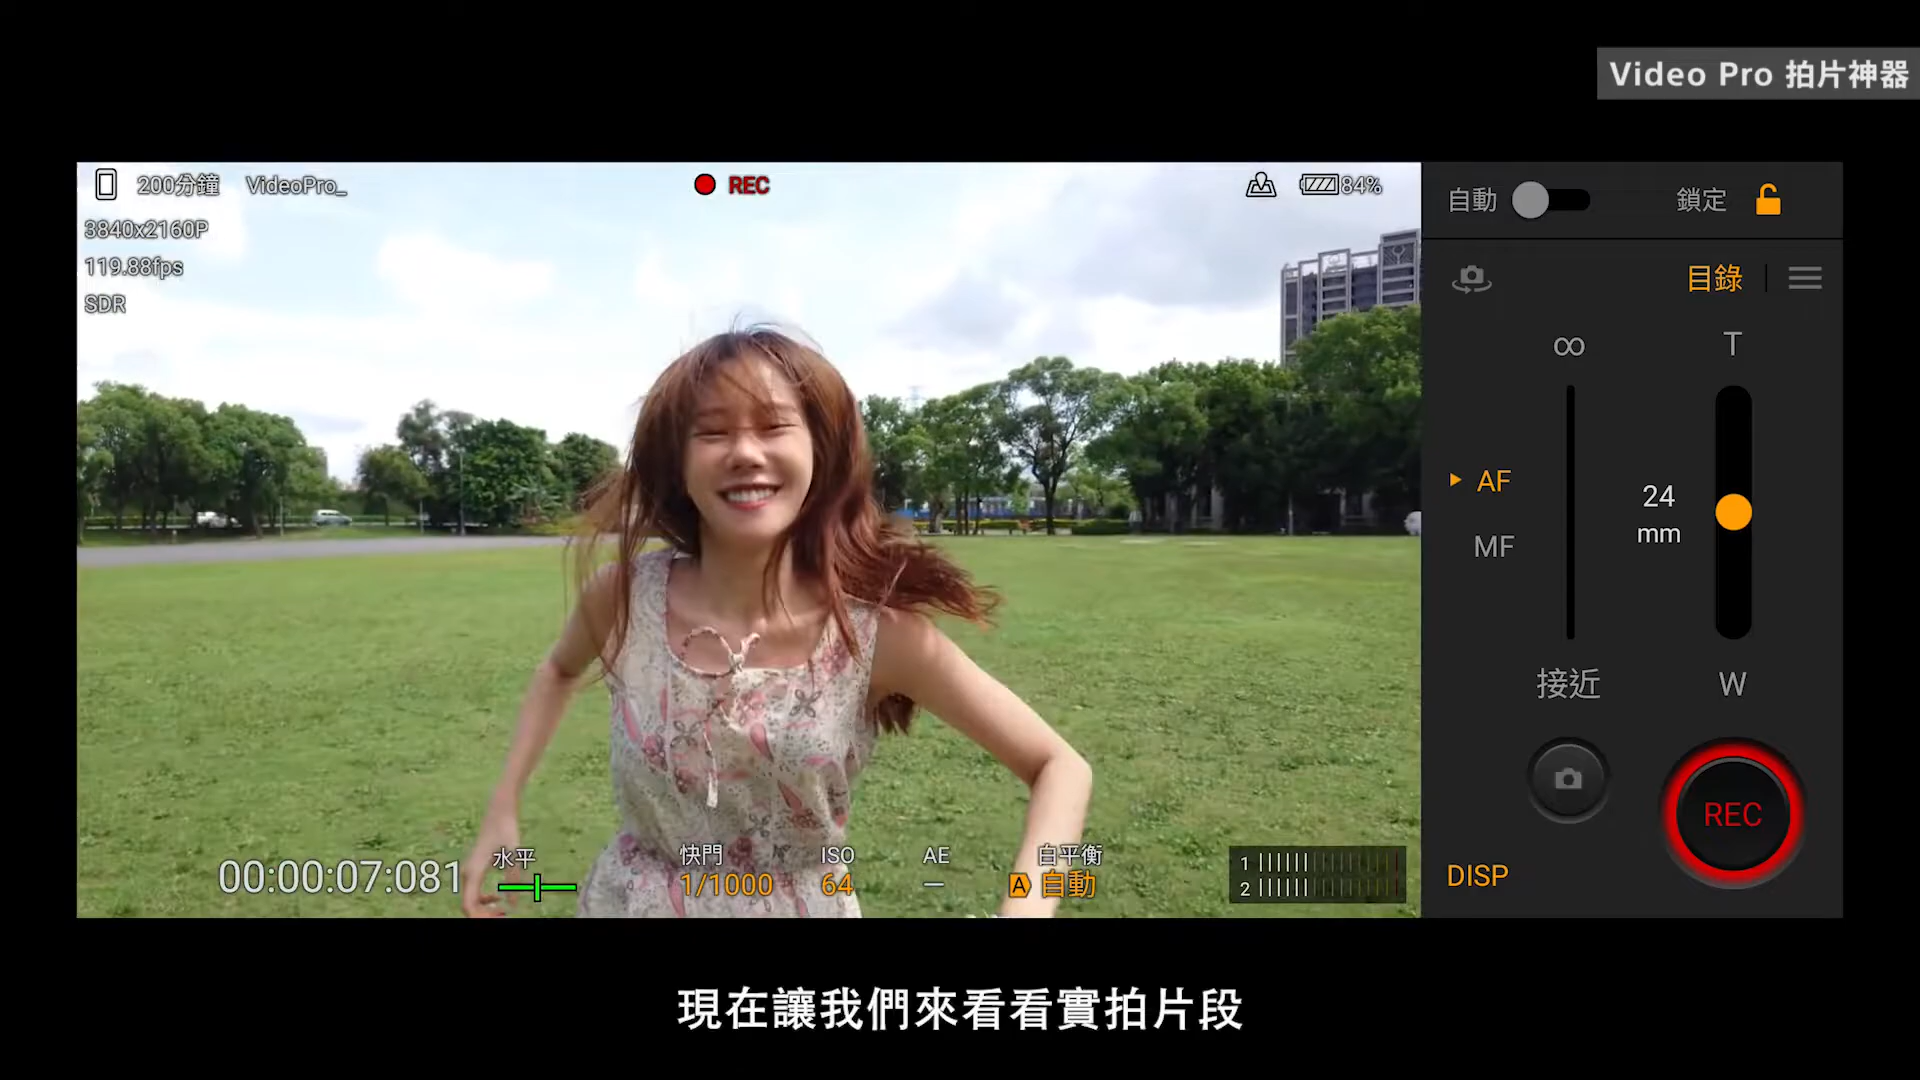 Video Pro 拍片神器
200分鐘 VideoPro_
REC
84%
3840x2160P
119.88fps
SDR
自動
鎖定
目錄
∞
T
AF
MF
24
mm
接近
W
REC
DISP
00:00:07:081
水平
快門
1/1000
ISO
64
AE
—
白平衡
A 自動
1
2
現在讓我們來看看實拍片段